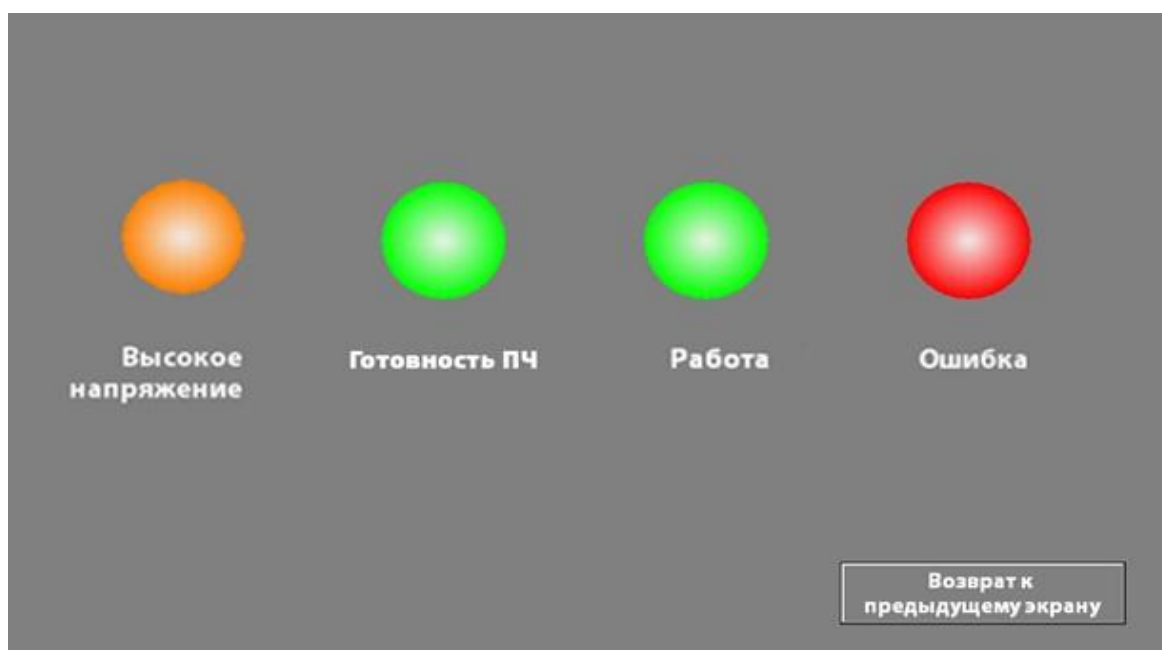 Высокое
напряжение
Готовность ПЧ
Работа
Ошибка
Возврат к
предыдущему экрану